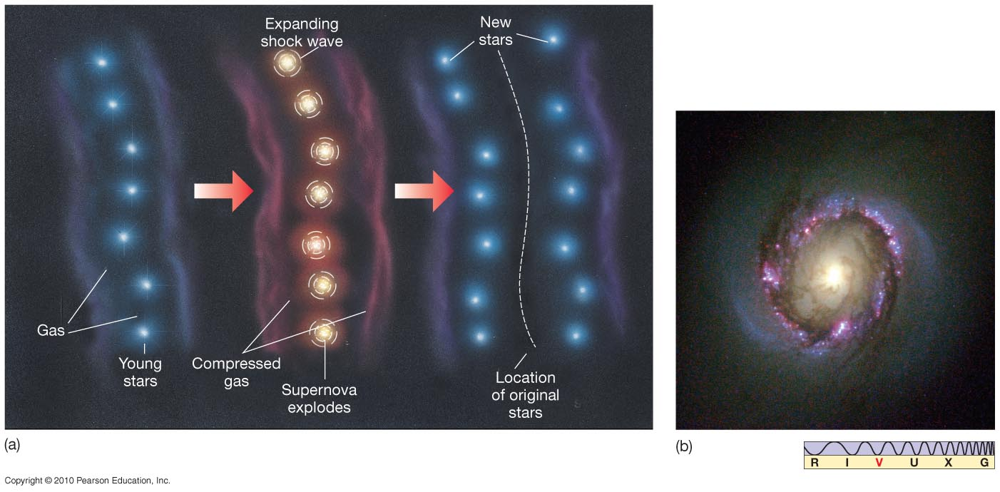 Expanding
shock wave
New
stars
Gas
Young
stars
Compressed
gas
Supernova
explodes
Location
of original
stars
(a)
(b)
R I V U X G
Copyright © 2010 Pearson Education, Inc.